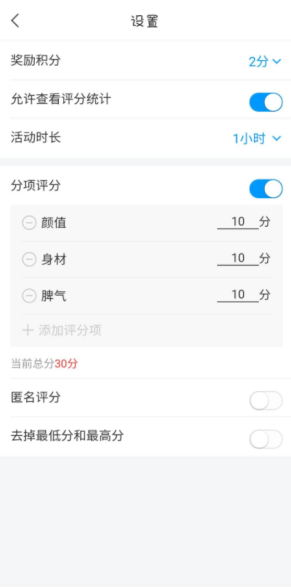 设置
奖励积分 2分
允许查看评分统计
活动时长 1小时
分项评分
颜值 10 分
身材 10 分
脾气 10 分
添加评分项
当前总分30分
匿名评分
去掉最低分和最高分